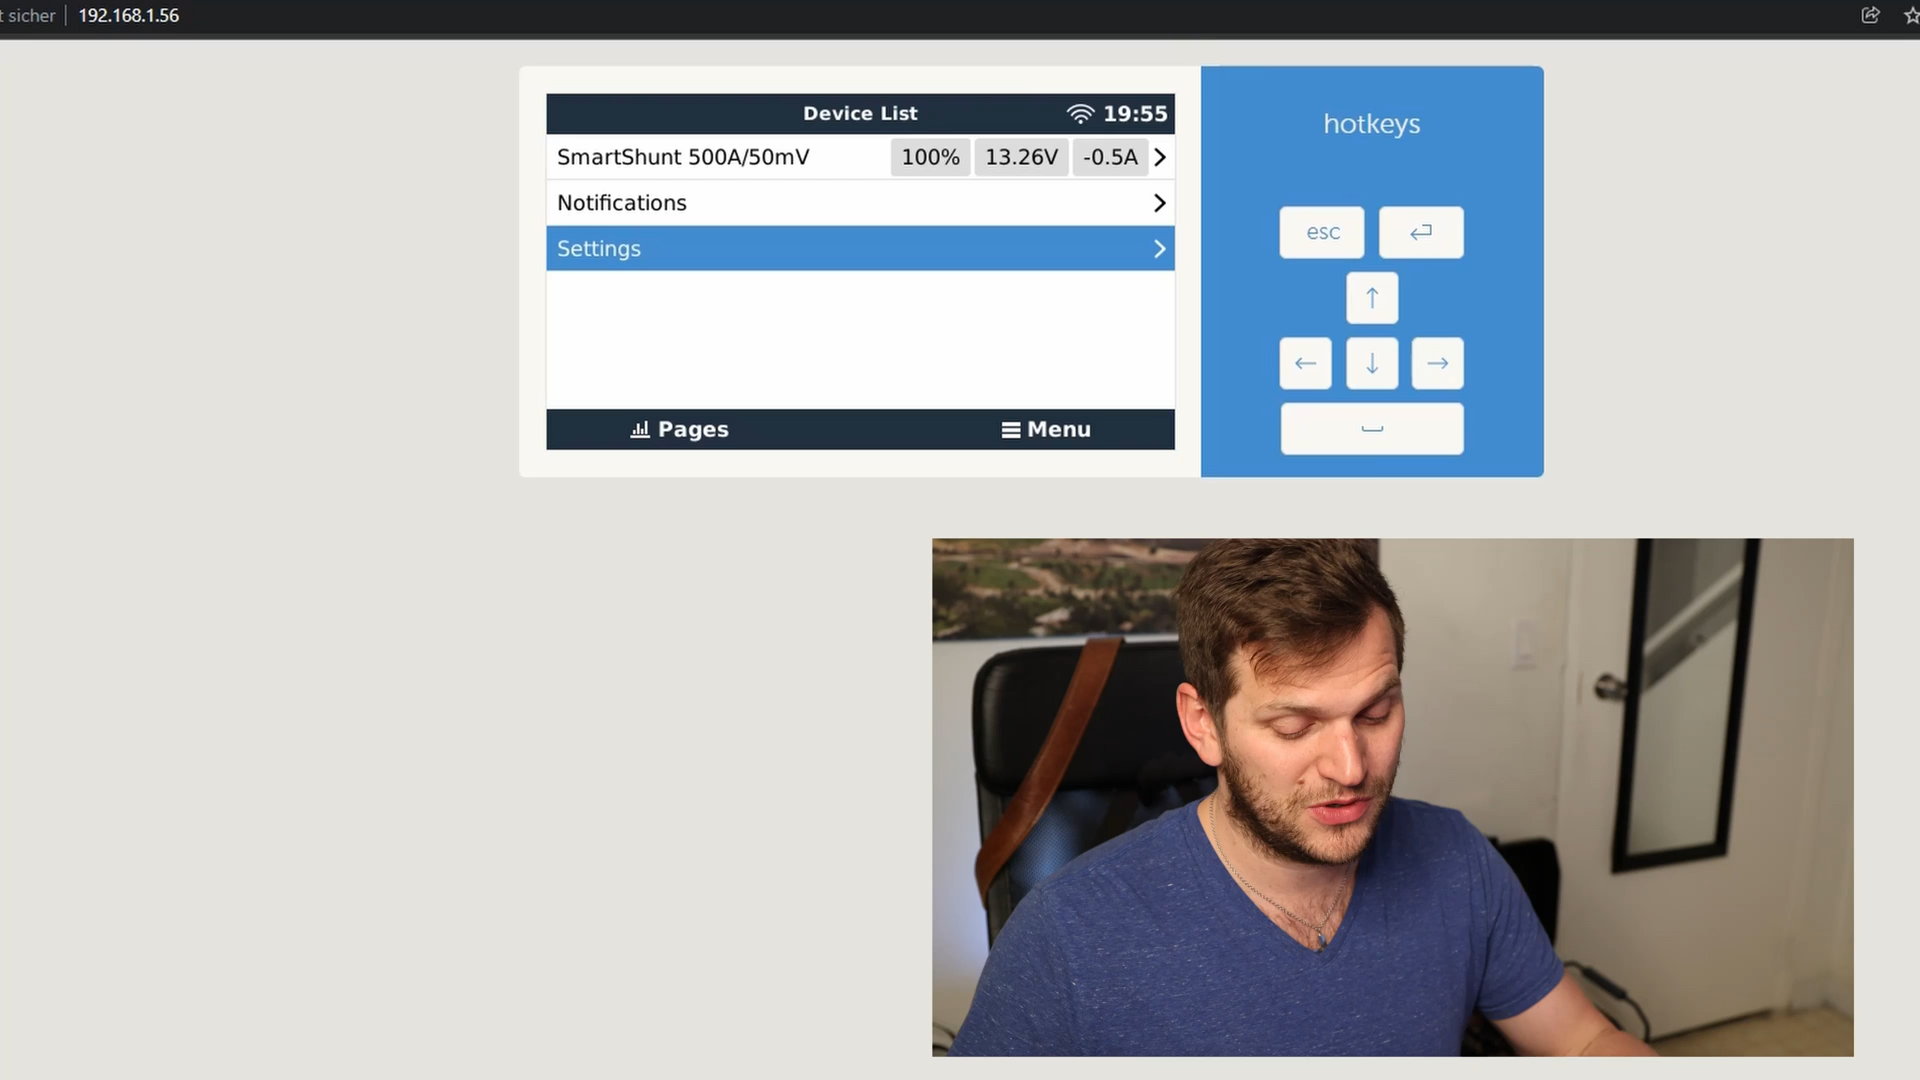 t sicher 192.168.1.56
Device List 19:55
SmartShunt 500A/50mV 100% 13.26V -0.5A
Notifications
Settings
Pages Menu
hotkeys
esc